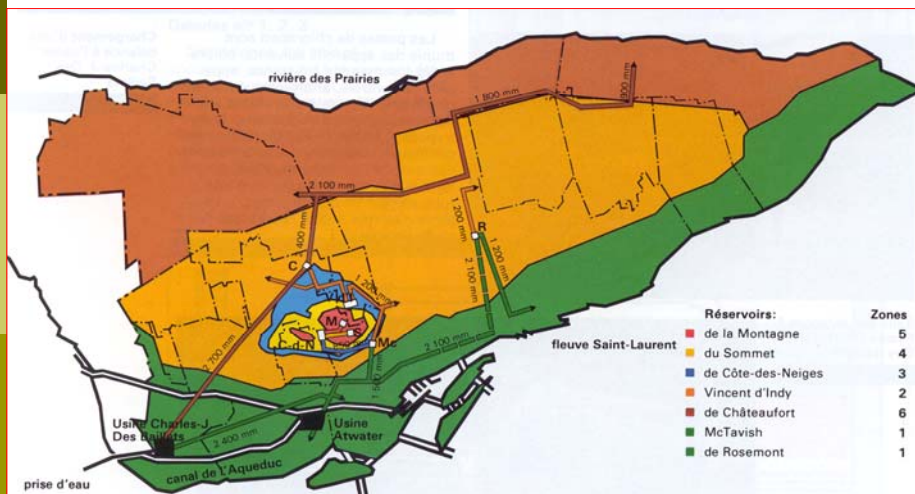 rivière des Prairies
1 800 mm
900 mm
2 100 mm
1 200 mm
R
2 400 mm
C
2 100 mm
1 200 mm
1 200 mm
V-d'I
M
S
C-d-N
Mc
2 700 mm
2 100 mm
fleuve Saint-Laurent
Usine Charles-J
Des Baillets
2 400 mm
Usine
Atwater
canal de L'Aqueduc
prise d'eau
Réservoirs: Zones
de la Montagne 5
du Sommet 4
de Côte-des-Neiges 3
Vincent d'Indy 2
de Châteaufort 6
McTavish 1
de Rosemont 1